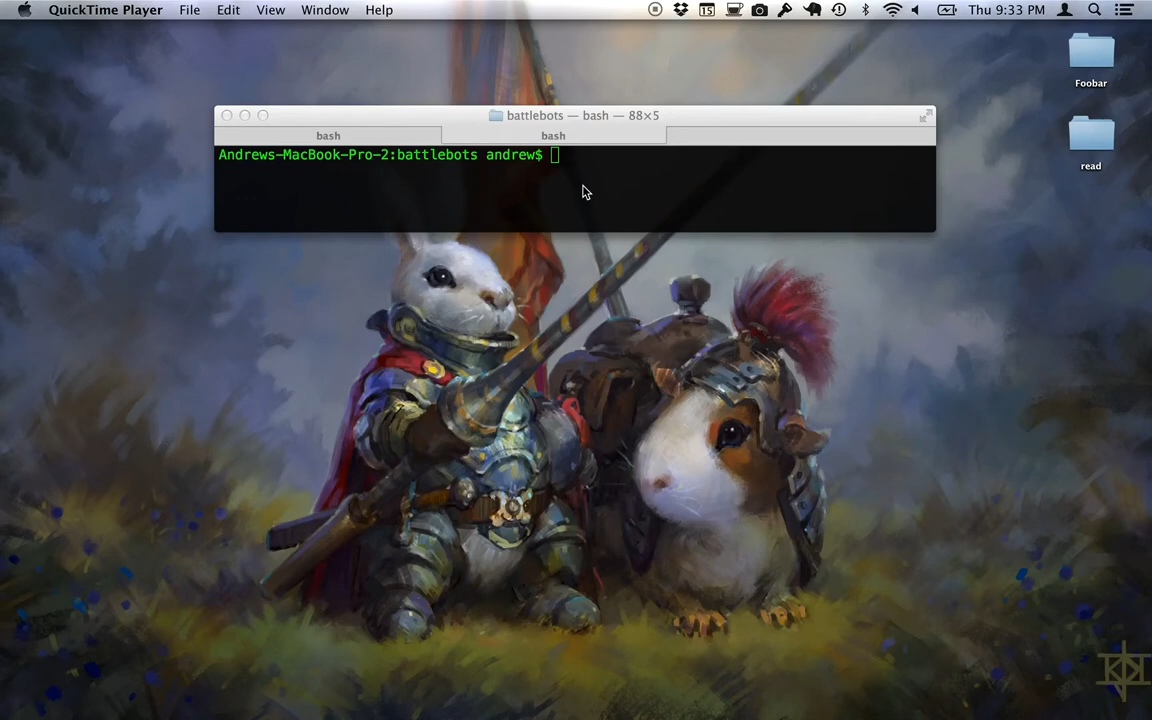 QuickTime Player File Edit View Window Help 15 Thu 9:33 PM
Foobar
battlebots — bash — 88×5
bash bash
Andrews-MacBook-Pro-2:battlebots andrew$
read